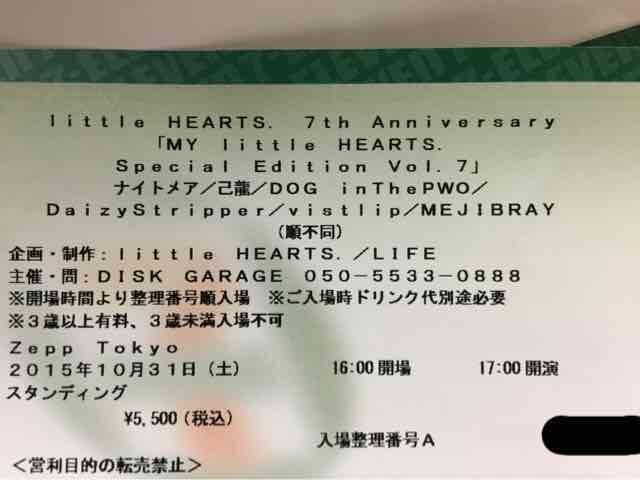 7-ELEVEN 7-ELEVEN
little HEARTS. 7th Anniversary
「MY little HEARTS.
Special Edition Vol.7」
ナイトメア/己龍/DOG inThePWO/
DaizyStripper/vistlip/MEJIBRAY
(順不同)
企画・制作:little HEARTS./LIFE
主催・問:DISK GARAGE 050-5533-0888
※開場時間より整理番号順入場 ※ご入場時ドリンク代別途必要
※3歳以上有料、3歳未満入場不可
Zepp Tokyo
2015年10月31日(土) 16:00開場 17:00開演
スタンディング
¥5,500(税込)
入場整理番号A
<営利目的の転売禁止>